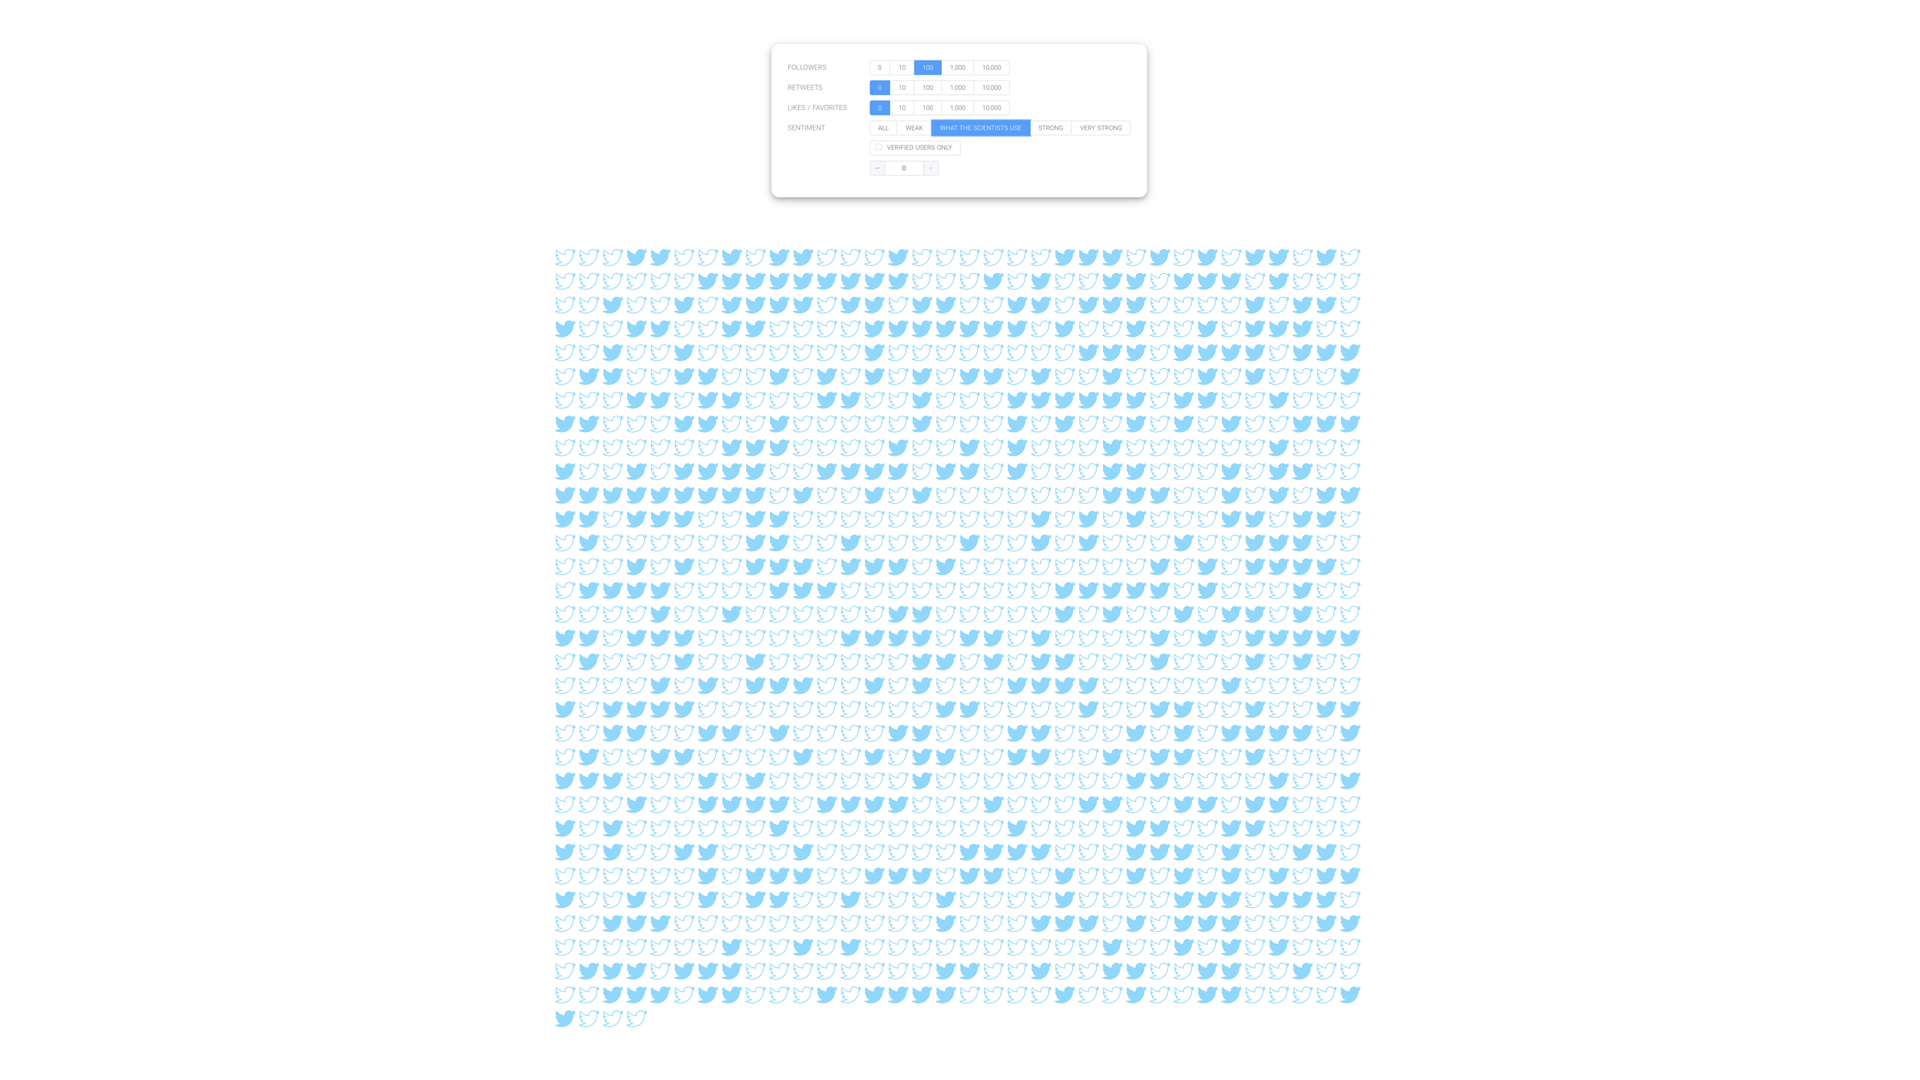 FOLLOWERS 0 10 100 1,000 10,000
RETWEETS 0 10 100 1,000 10,000
LIKES / FAVORITES 0 10 100 1,000 10,000
SENTIMENT ALL WEAK WHAT THE SCIENTISTS USE STRONG VERY STRONG
VERIFIED USERS ONLY
− 0 +